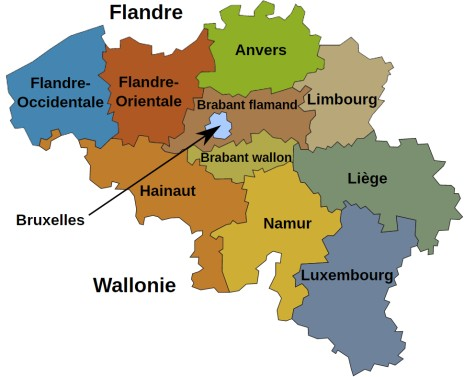 Flandre
Anvers
Flandre-
Occidentale
Flandre-
Orientale
Brabant flamand
Limbourg
Brabant wallon
Liège
Hainaut
Bruxelles
Namur
Luxembourg
Wallonie